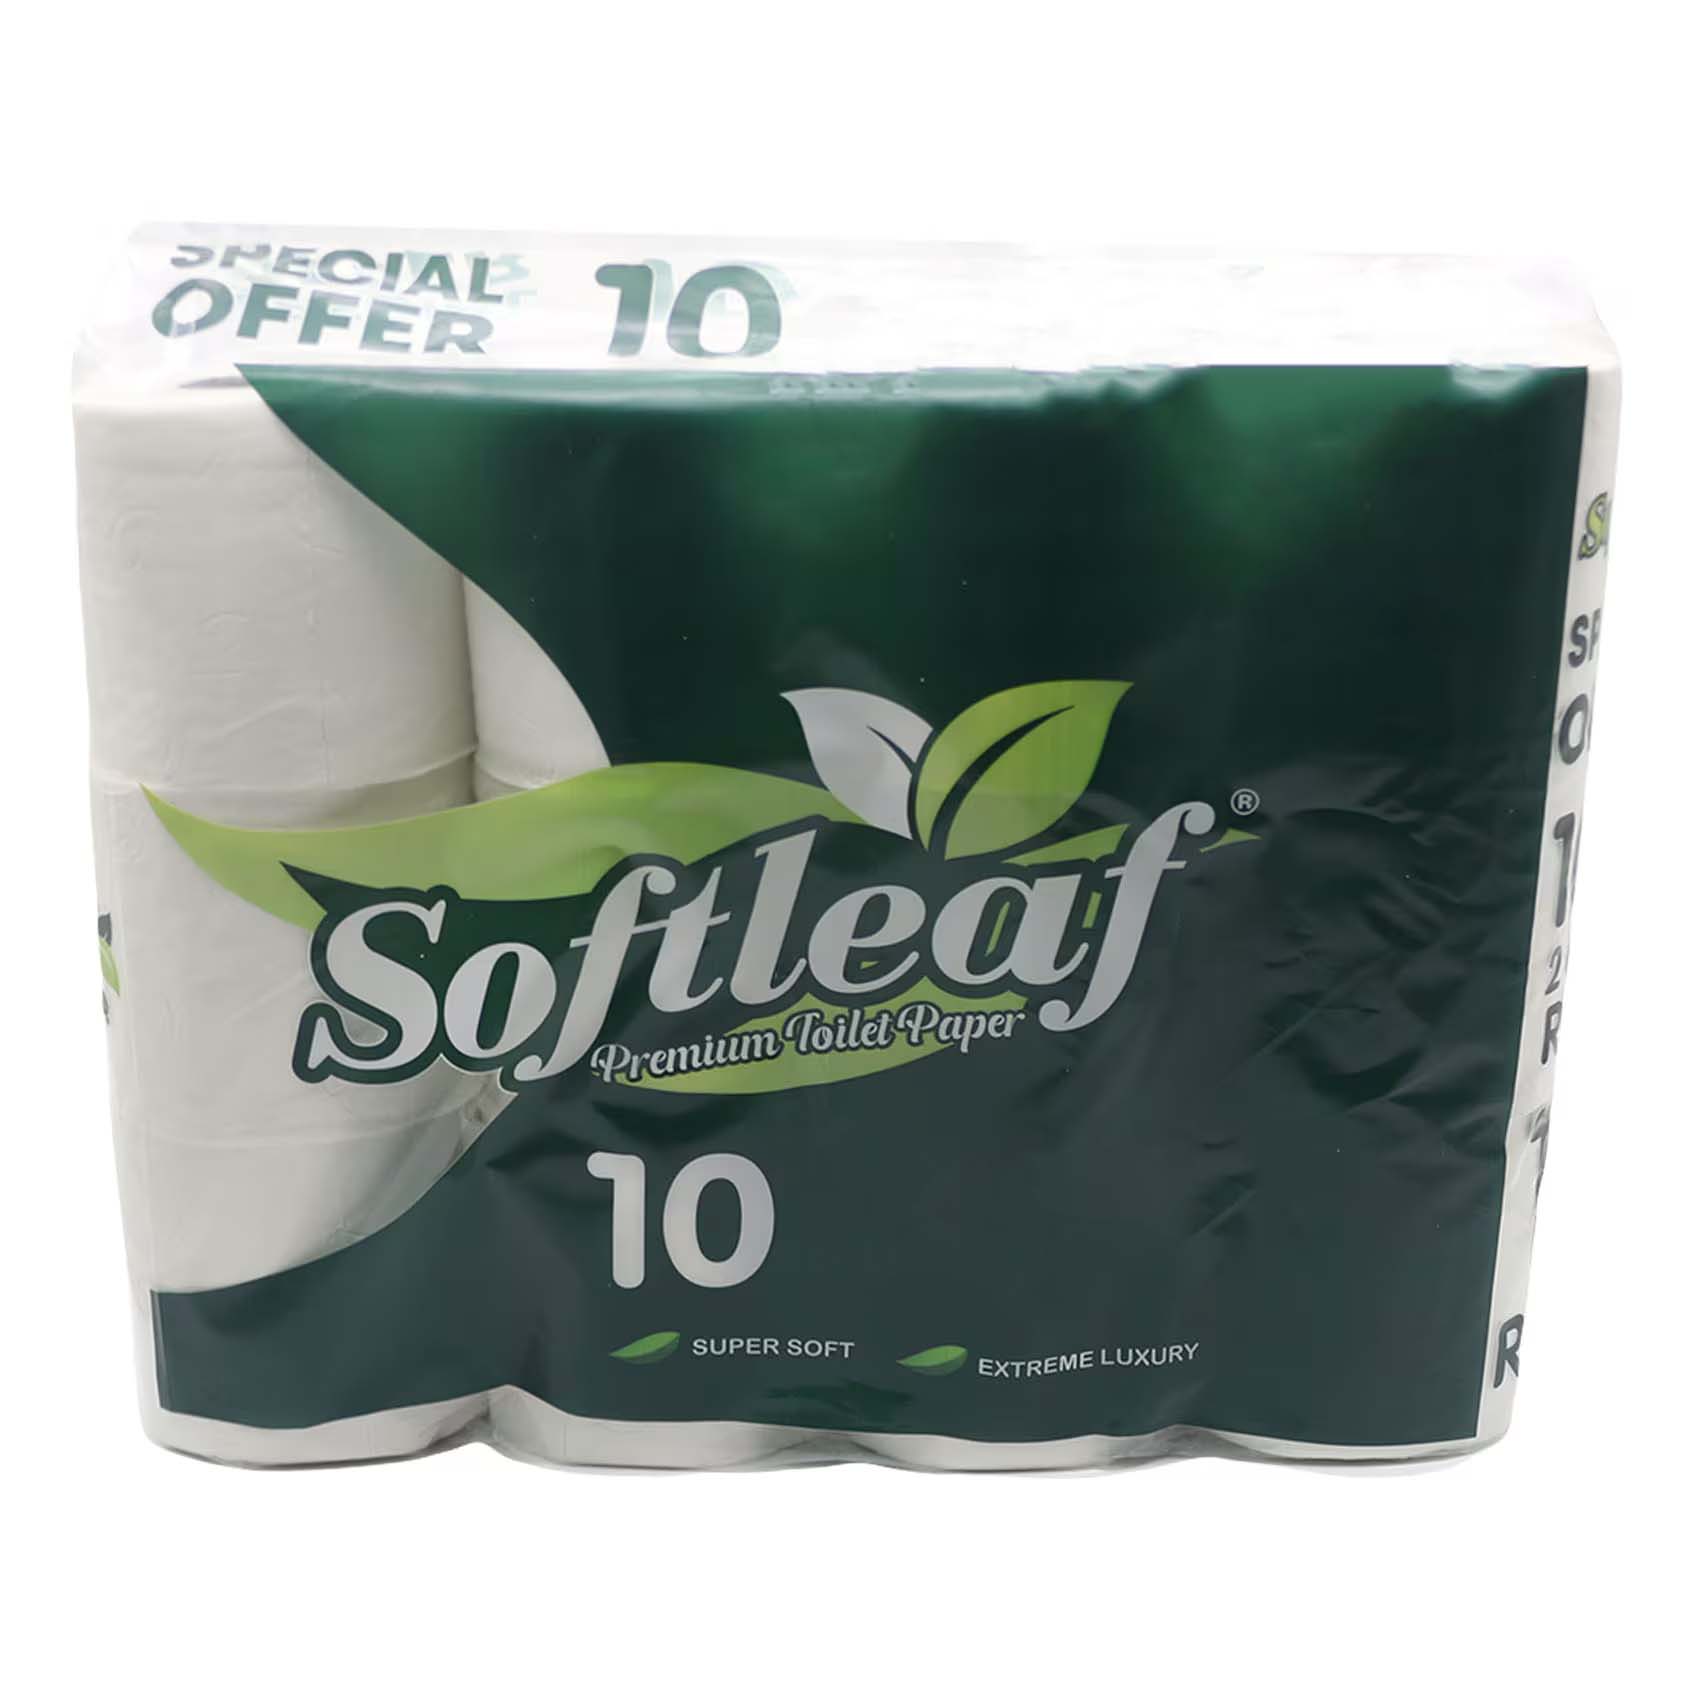 SPECIAL
OFFER
10
Softleaf®
Premium Toilet Paper
10
SUPER SOFT
EXTREME LUXURY